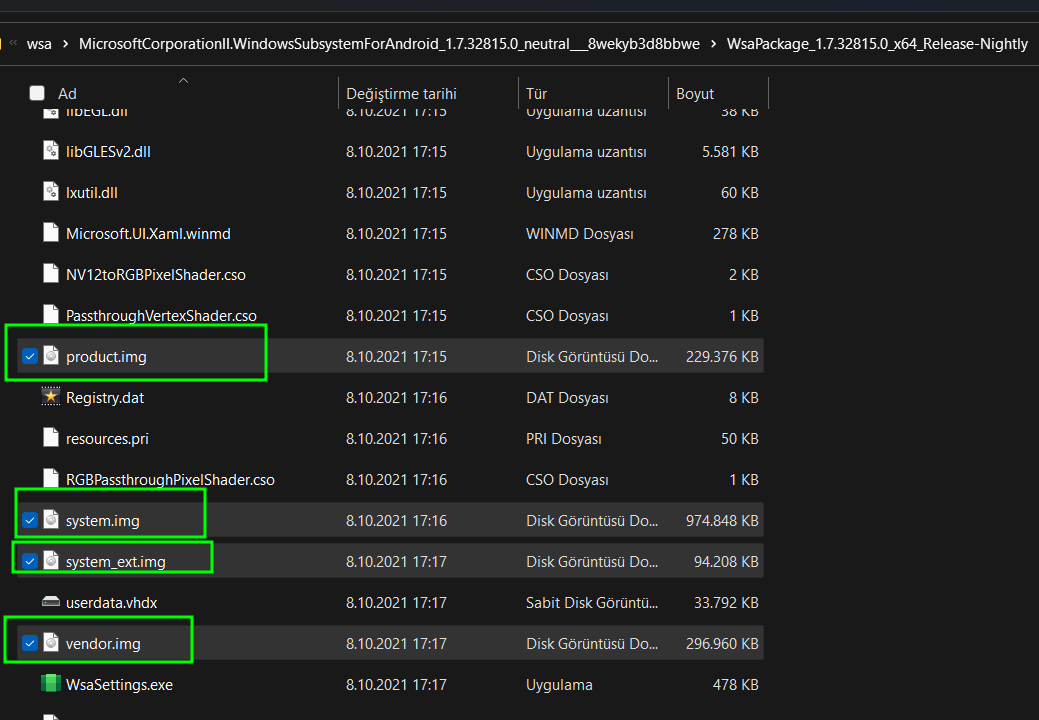 « wsa › MicrosoftCorporationII.WindowsSubsystemForAndroid_1.7.32815.0_neutral___8wekyb3d8bbwe › WsaPackage_1.7.32815.0_x64_Release-Nightly
Ad Değiştirme tarihi Tür Boyut
libEGL.dll 8.10.2021 17:15 Uygulama uzantısı 38 KB
libGLESv2.dll 8.10.2021 17:15 Uygulama uzantısı 5.581 KB
lxutil.dll 8.10.2021 17:15 Uygulama uzantısı 60 KB
Microsoft.UI.Xaml.winmd 8.10.2021 17:15 WINMD Dosyası 278 KB
NV12toRGBPixelShader.cso 8.10.2021 17:15 CSO Dosyası 2 KB
PassthroughVertexShader.cso 8.10.2021 17:15 CSO Dosyası 1 KB
product.img 8.10.2021 17:15 Disk Görüntüsü Do... 229.376 KB
Registry.dat 8.10.2021 17:16 DAT Dosyası 8 KB
resources.pri 8.10.2021 17:16 PRI Dosyası 50 KB
RGBPassthroughPixelShader.cso 8.10.2021 17:16 CSO Dosyası 1 KB
system.img 8.10.2021 17:16 Disk Görüntüsü Do... 974.848 KB
system_ext.img 8.10.2021 17:17 Disk Görüntüsü Do... 94.208 KB
userdata.vhdx 8.10.2021 17:17 Sabit Disk Görüntü... 33.792 KB
vendor.img 8.10.2021 17:17 Disk Görüntüsü Do... 296.960 KB
WsaSettings.exe 8.10.2021 17:17 Uygulama 478 KB